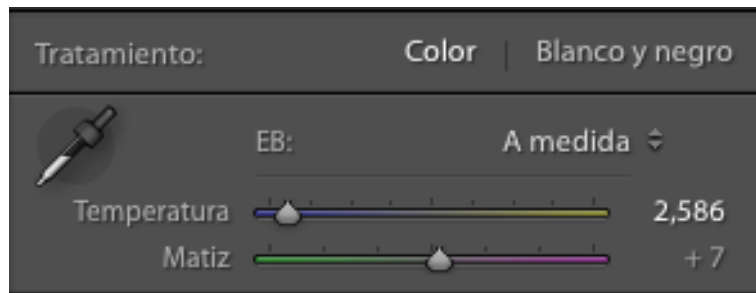 Tratamiento: Color | Blanco y negro
EB: A medida
Temperatura 2,586
Matiz + 7